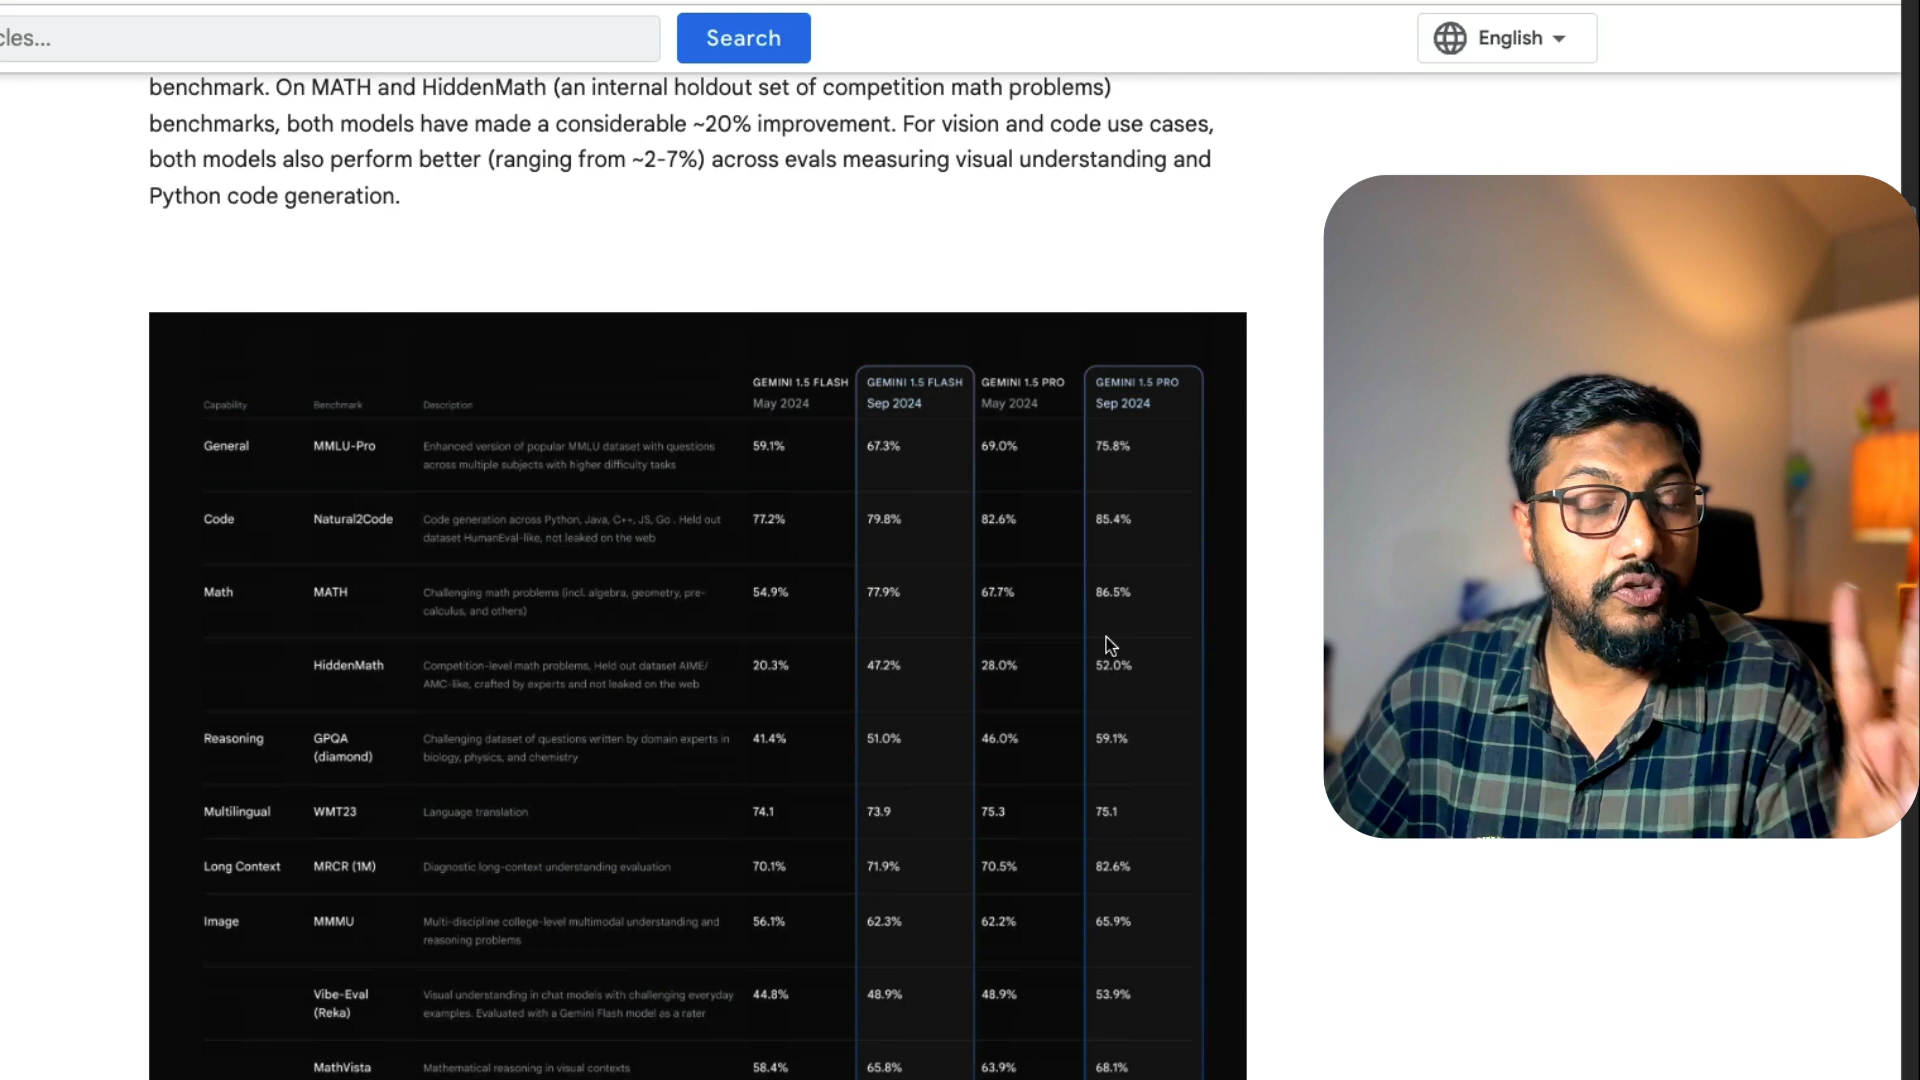 cles...
Search
English
benchmark. On MATH and HiddenMath (an internal holdout set of competition math problems)
benchmarks, both models have made a considerable ~20% improvement. For vision and code use cases,
both models also perform better (ranging from ~2-7%) across evals measuring visual understanding and
Python code generation.
GEMINI 1.5 FLASH GEMINI 1.5 FLASH GEMINI 1.5 PRO GEMINI 1.5 PRO
Capability Benchmark Description May 2024 Sep 2024 May 2024 Sep 2024
General MMLU-Pro Enhanced version of popular MMLU dataset with questions 59.1% 67.3% 69.0% 75.8%
across multiple subjects with higher difficulty tasks
Code Natural2Code Code generation across Python, Java, C++, JS, Go . Held out 77.2% 79.8% 82.6% 85.4%
dataset HumanEval-like, not leaked on the web
Math MATH Challenging math problems (incl. algebra, geometry, pre- 54.9% 77.9% 67.7% 86.5%
calculus, and others)
HiddenMath Competition-level math problems, Held out dataset AIME/ 20.3% 47.2% 28.0% 52.0%
AMC-like, crafted by experts and not leaked on the web
Reasoning GPQA Challenging dataset of questions written by domain experts in 41.4% 51.0% 46.0% 59.1%
(diamond) biology, physics, and chemistry
Multilingual WMT23 Language translation 74.1 73.9 75.3 75.1
Long Context MRCR (1M) Diagnostic long-context understanding evaluation 70.1% 71.9% 70.5% 82.6%
Image MMMU Multi-discipline college-level multimodal understanding and 56.1% 62.3% 62.2% 65.9%
reasoning problems
Vibe-Eval Visual understanding in chat models with challenging everyday 44.8% 48.9% 48.9% 53.9%
(Reka) examples. Evaluated with a Gemini Flash model as a rater
MathVista Mathematical reasoning in visual contexts 58.4% 65.8% 63.9% 68.1%